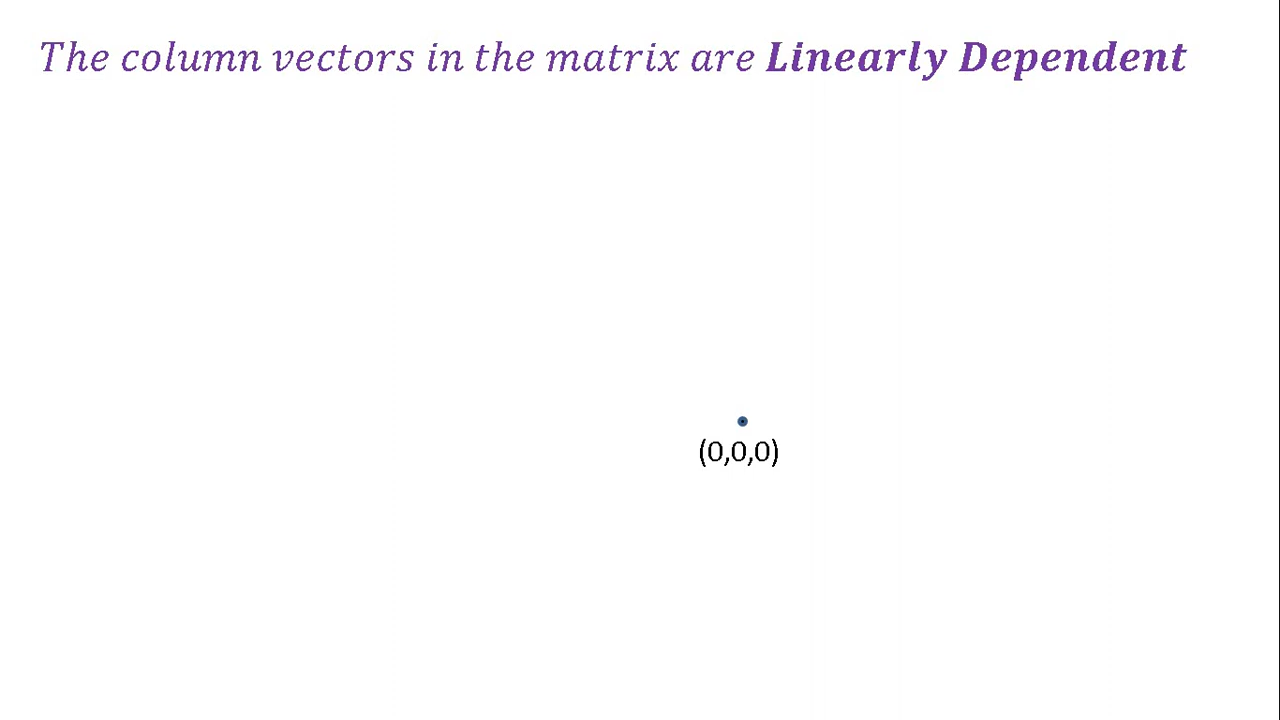 The column vectors in the matrix are Linearly Dependent
(0,0,0)